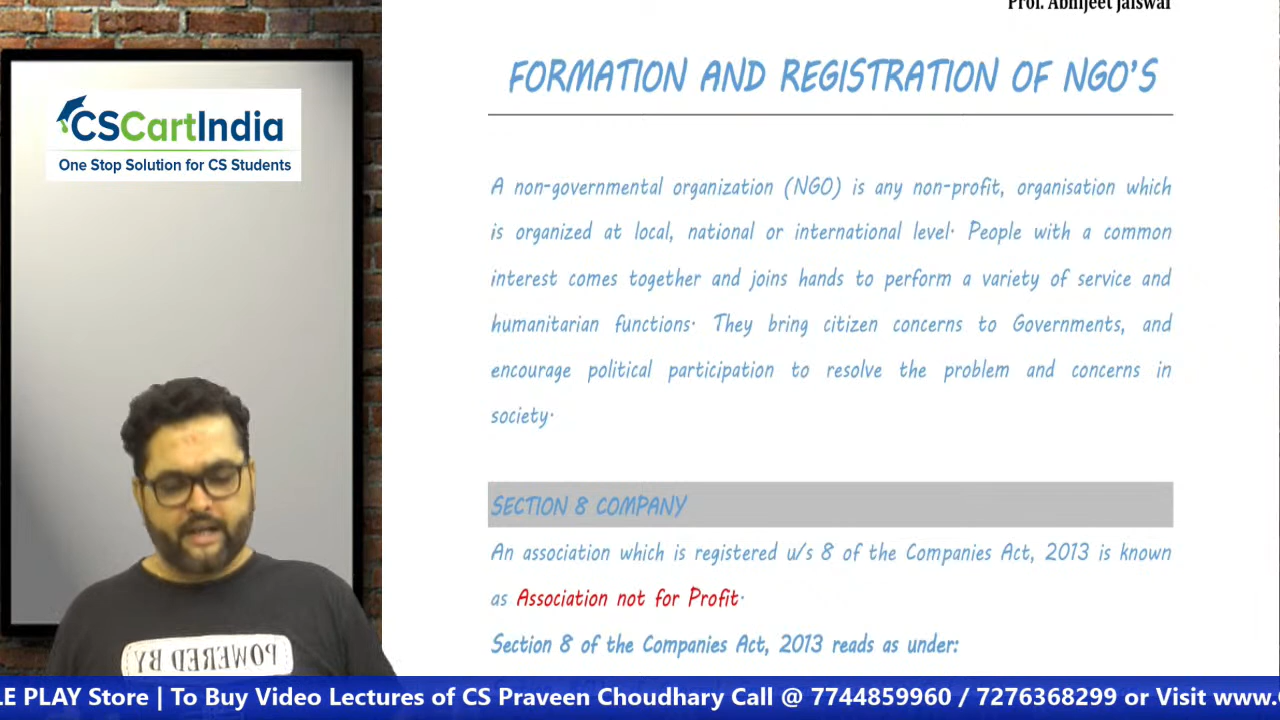 Prof. Abhijeet Jaiswal
FORMATION AND REGISTRATION OF NGO'S
CSCartIndia
One Stop Solution for CS Students
A non-governmental organization (NGO) is any non-profit, organisation which
is organized at local, national or international level. People with a common
interest comes together and joins hands to perform a variety of service and
humanitarian functions. They bring citizen concerns to Governments, and
encourage political participation to resolve the problem and concerns in
society.
SECTION 8 COMPANY
An association which is registered u/s 8 of the Companies Act, 2013 is known
as Association not for Profit.
Section 8 of the Companies Act, 2013 reads as under:
POWERED BY
LE PLAY Store | To Buy Video Lectures of CS Praveen Choudhary Call @ 7744859960 / 7276368299 or Visit www.